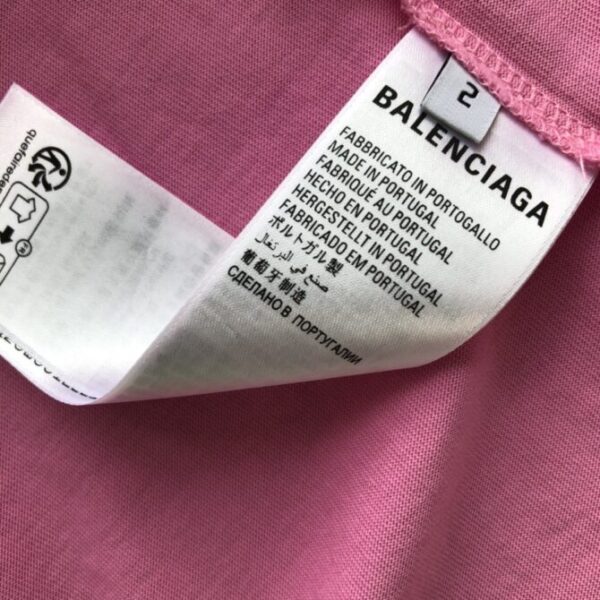 2
BALENCIAGA
FABBRICATO IN PORTOGALLO
MADE IN PORTUGAL
FABRIQUÉ AU PORTUGAL
HECHO EN PORTUGAL
HERGESTELLT IN PORTUGAL
FABRICADO EM PORTUGAL
ポルトガル製
صنع في البرتغال
葡萄牙制造
СДЕЛАНО В ПОРТУГАЛИИ
quefairede